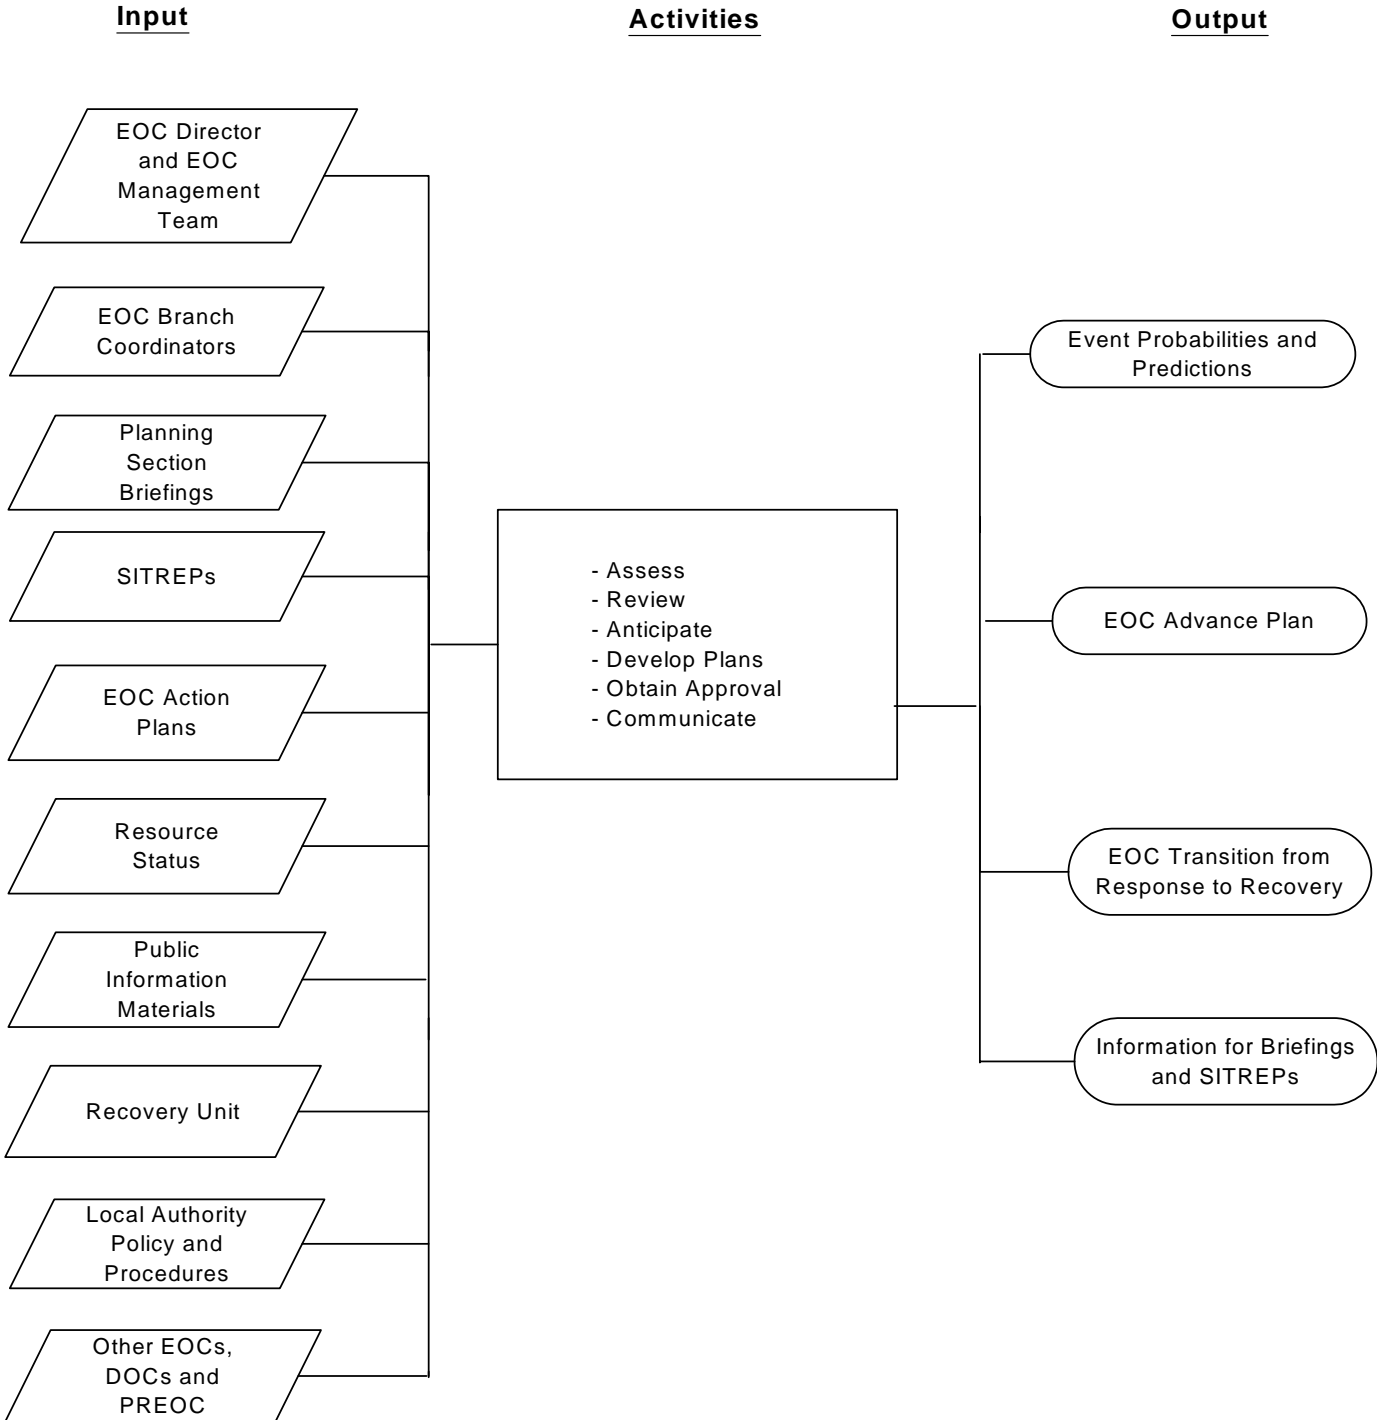 Input
Activities
Output
EOC Director
and EOC
Management
Team
EOC Branch
Coordinators
Planning
Section
Briefings
SITREPs
EOC Action
Plans
Resource
Status
Public
Information
Materials
Recovery Unit
Local Authority
Policy and
Procedures
Other EOCs,
DOCs and
PREOC
- Assess
- Review
- Anticipate
- Develop Plans
- Obtain Approval
- Communicate
Event Probabilities and
Predictions
EOC Advance Plan
EOC Transition from
Response to Recovery
Information for Briefings
and SITREPs